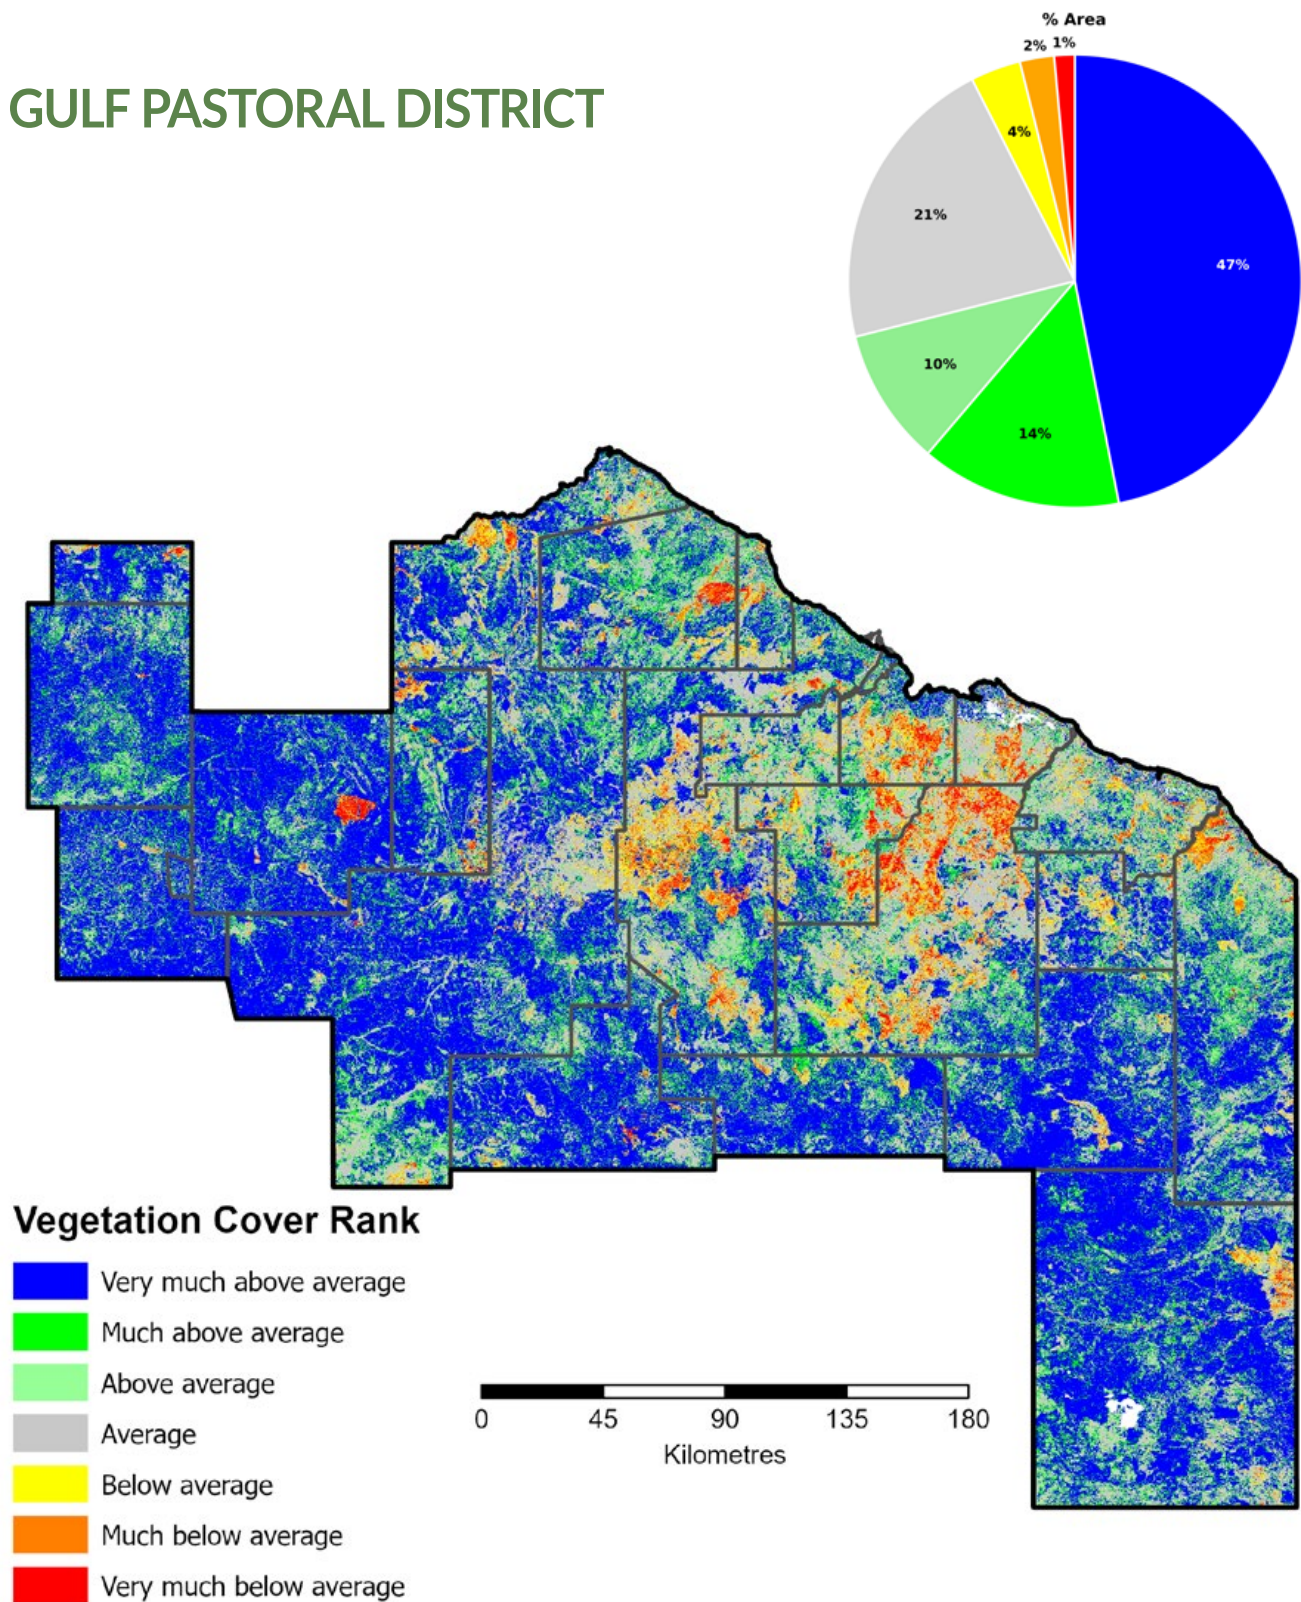 % Area
2% 1%
GULF PASTORAL DISTRICT
4%
21%
47%
10%
14%
Vegetation Cover Rank
Very much above average
Much above average
Above average
Average
Below average
Much below average
Very much below average
0 45 90 135 180
Kilometres